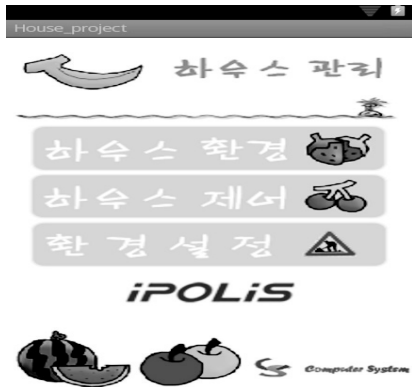 House_project
하우스 관리
하우스 환경
하우스 제어
환경설정
iPOLiS
Computer System